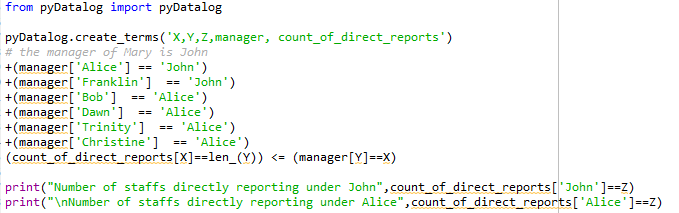 from pyDatalog import pyDatalog
pyDatalog.create_terms('X,Y,Z,manager, count_of_direct_reports')
# the manager of Mary is John
+(manager['Alice'] == 'John')
+(manager['Franklin']  == 'John')
+(manager['Bob']  == 'Alice')
+(manager['Dawn']  == 'Alice')
+(manager['Trinity']  == 'Alice')
+(manager['Christine']  == 'Alice')
(count_of_direct_reports[X]==len_(Y)) <= (manager[Y]==X)
print("Number of staffs directly reporting under John",count_of_direct_reports['John']==Z)
print("\nNumber of staffs directly reporting under Alice",count_of_direct_reports['Alice']==Z)